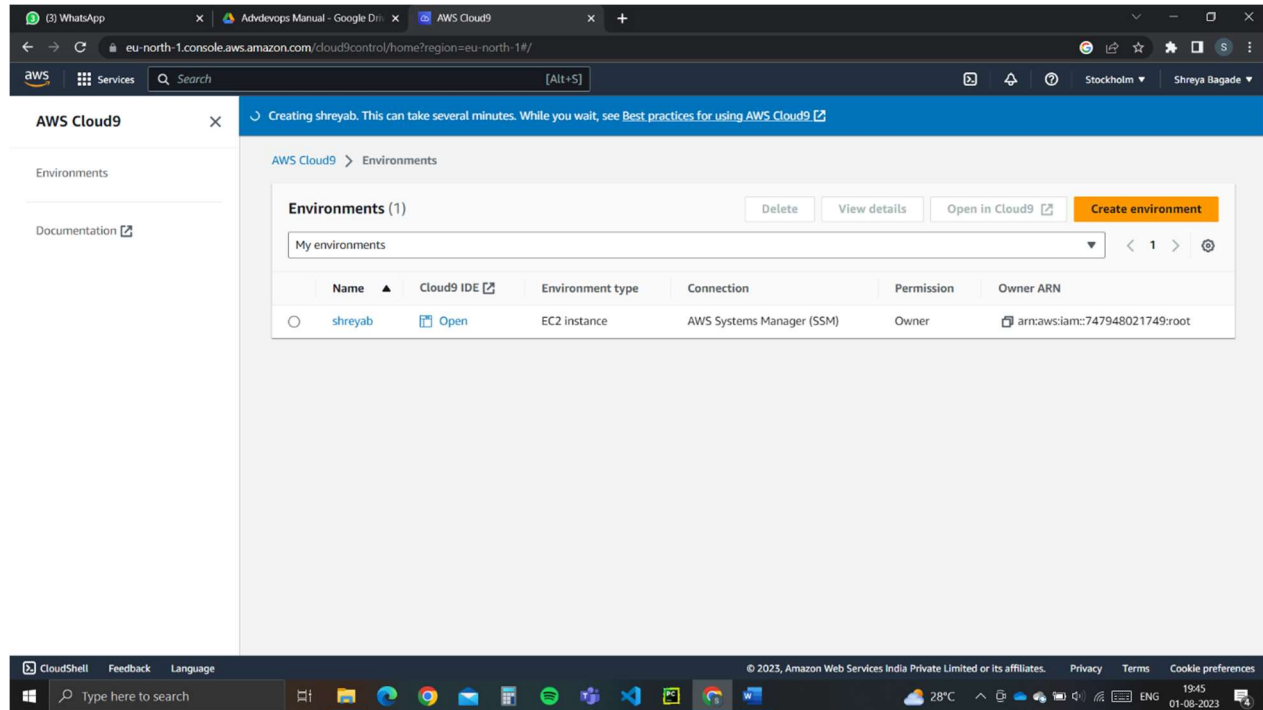 (3) WhatsApp
Advdevops Manual - Google Driv
AWS Cloud9
eu-north-1.console.aws.amazon.com/cloud9control/home?region=eu-north-1#/
S
aws
Services
Search
[Alt+S]
Stockholm ▼
Shreya Bagade ▼
AWS Cloud9
Environments
Documentation
Creating shreyab. This can take several minutes. While you wait, see Best practices for using AWS Cloud9
AWS Cloud9 > Environments
Environments (1)
Delete
View details
Open in Cloud9
Create environment
My environments
< 1 >
Name ▲ Cloud9 IDE Environment type Connection Permission Owner ARN
shreyab Open EC2 instance AWS Systems Manager (SSM) Owner arn:aws:iam::747948021749:root
CloudShell Feedback Language
© 2023, Amazon Web Services India Private Limited or its affiliates. Privacy Terms Cookie preferences
Type here to search
28°C
ENG
19:45
01-08-2023
4